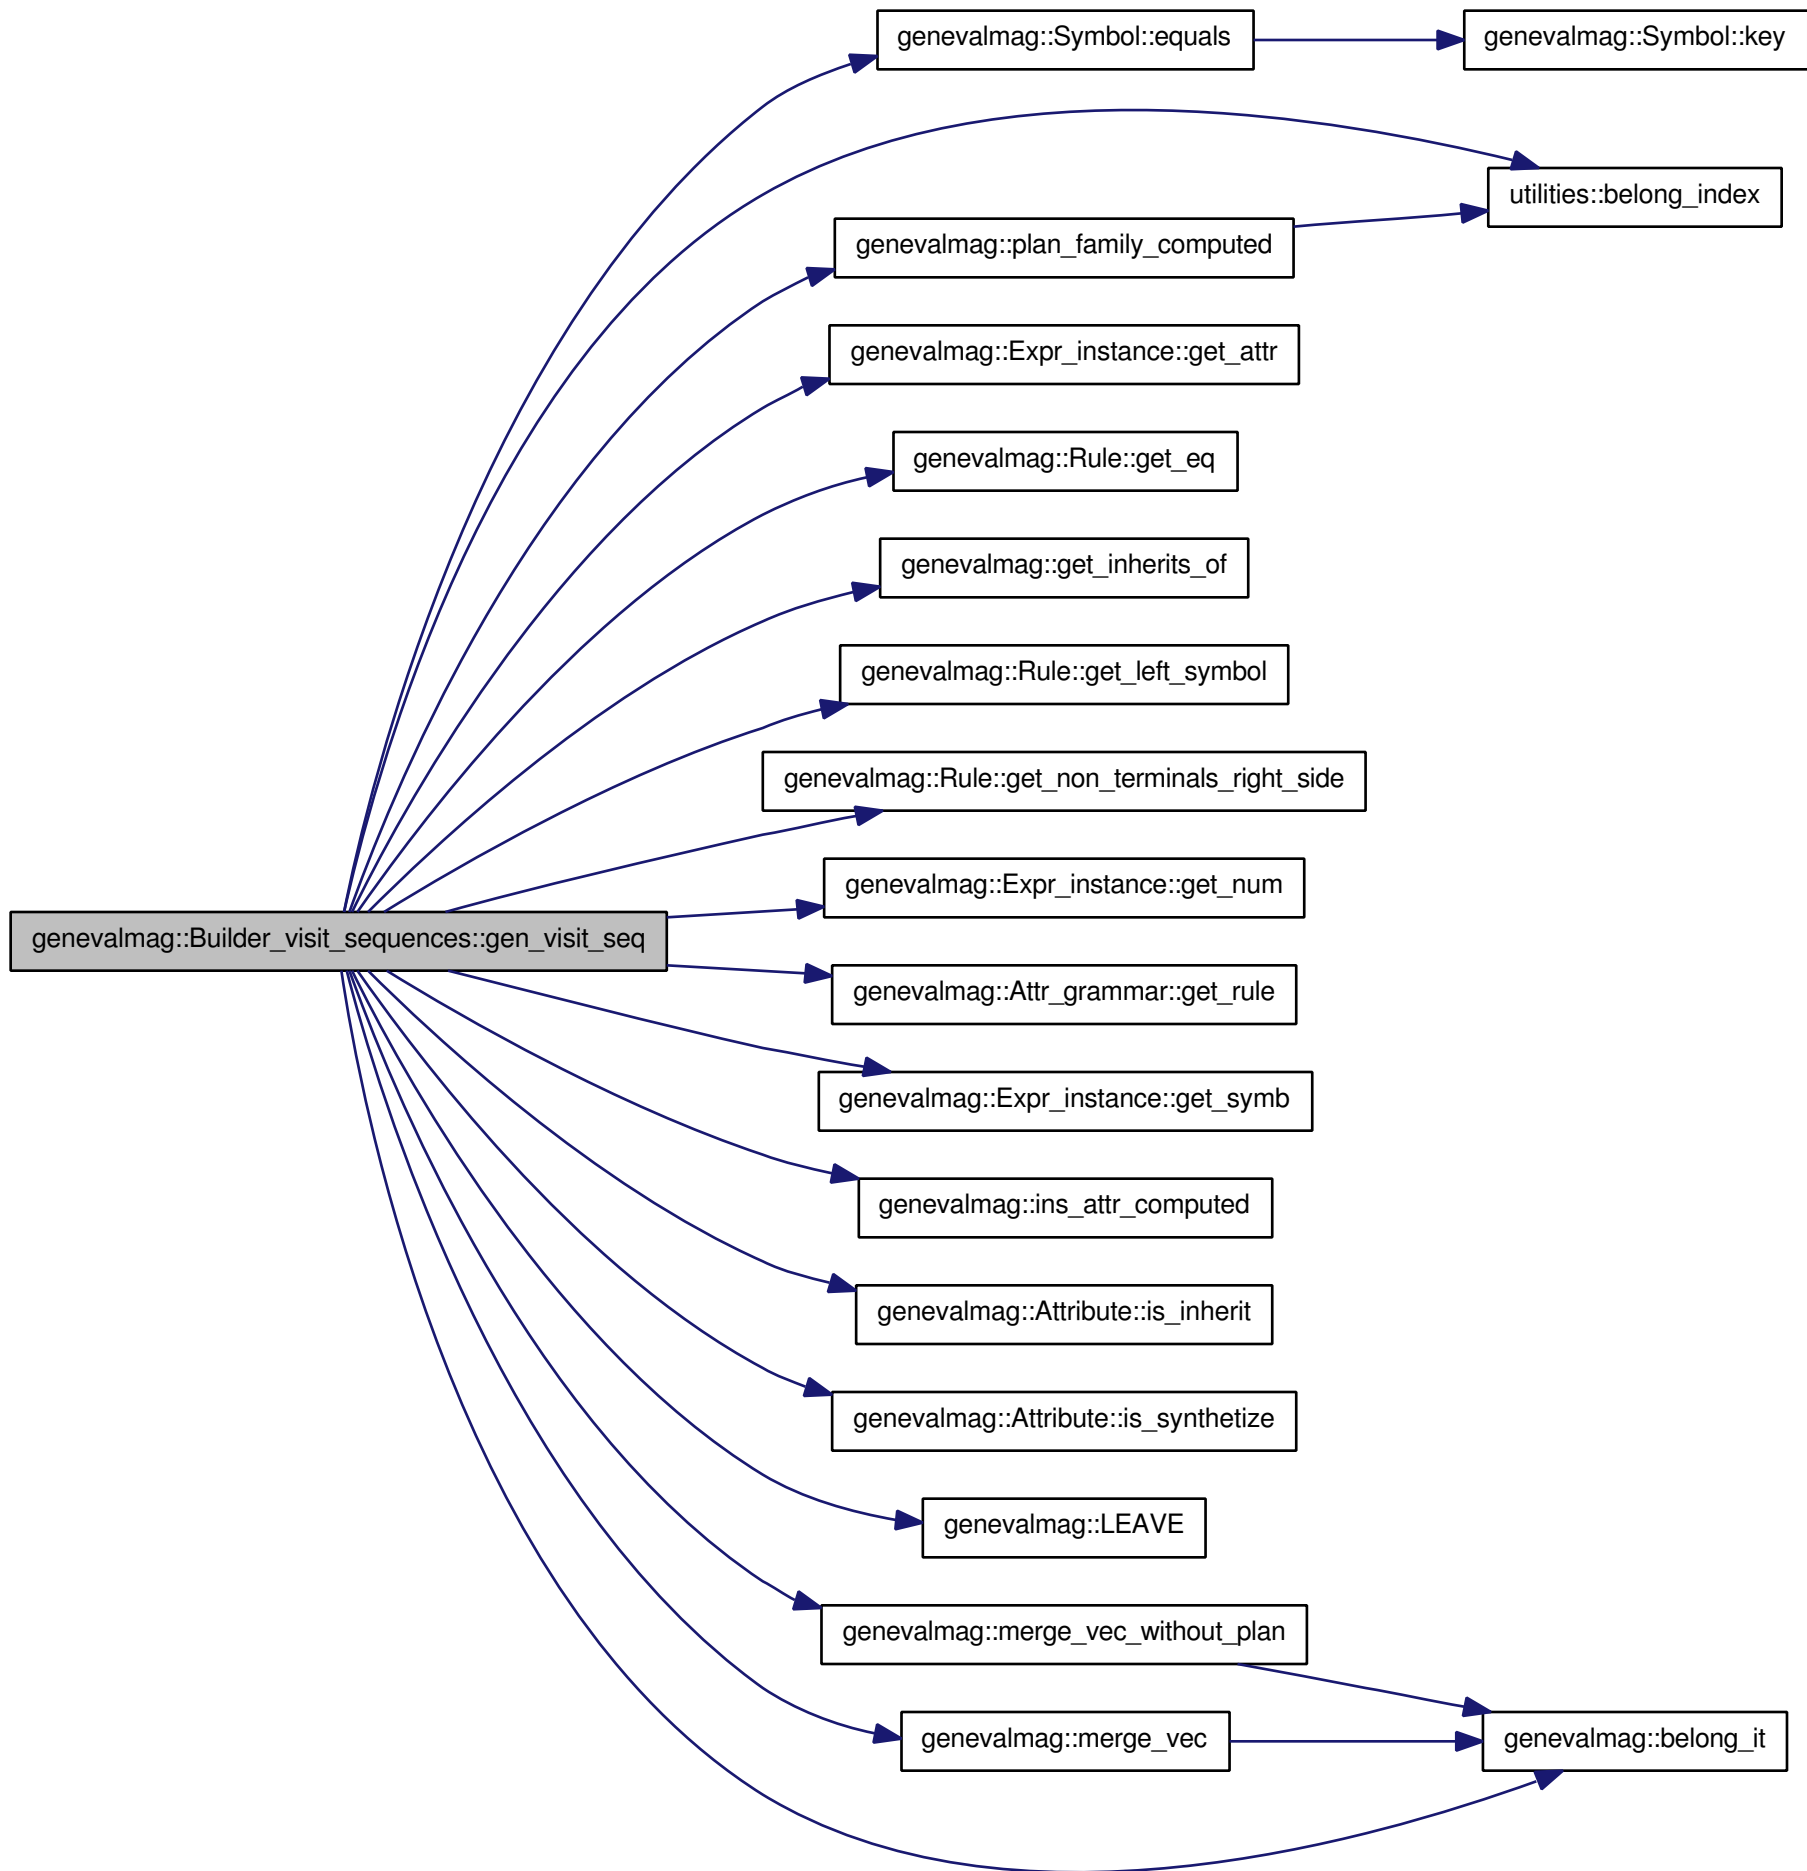 genevalmag::Symbol::equals
genevalmag::Symbol::key
utilities::belong_index
genevalmag::plan_family_computed
genevalmag::Expr_instance::get_attr
genevalmag::Rule::get_eq
genevalmag::get_inherits_of
genevalmag::Rule::get_left_symbol
genevalmag::Rule::get_non_terminals_right_side
genevalmag::Expr_instance::get_num
genevalmag::Builder_visit_sequences::gen_visit_seq
genevalmag::Attr_grammar::get_rule
genevalmag::Expr_instance::get_symb
genevalmag::ins_attr_computed
genevalmag::Attribute::is_inherit
genevalmag::Attribute::is_synthetize
genevalmag::LEAVE
genevalmag::merge_vec_without_plan
genevalmag::merge_vec
genevalmag::belong_it